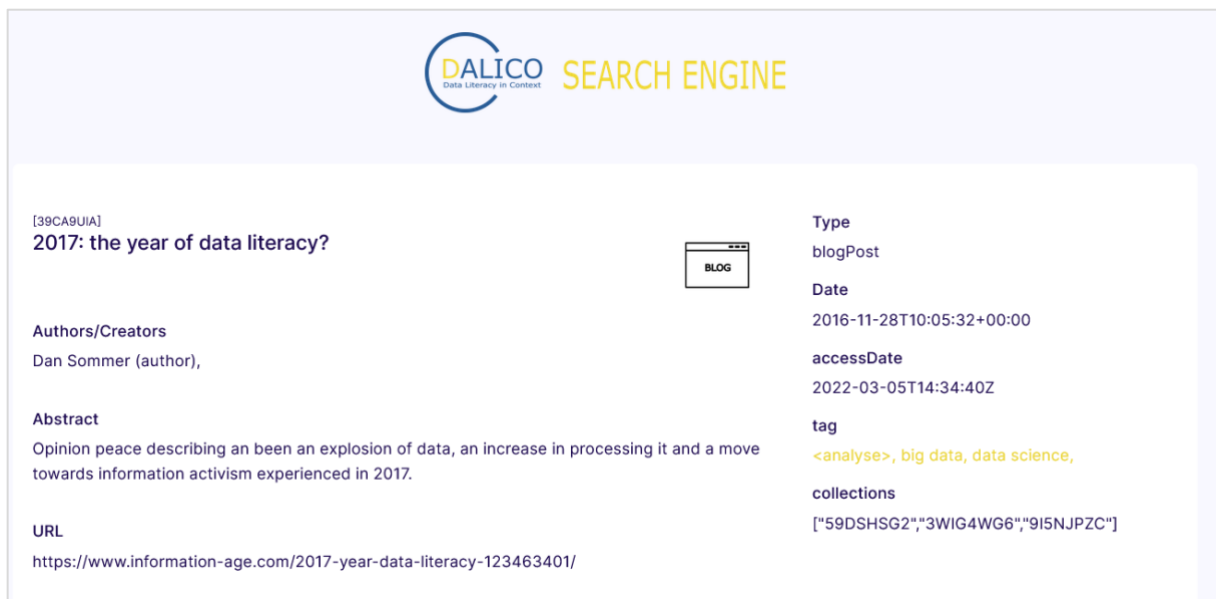 DALICO
Data Literacy in Context
SEARCH ENGINE
[39CA9UIA]
2017: the year of data literacy?
BLOG
Authors/Creators
Dan Sommer (author),
Abstract
Opinion peace describing an been an explosion of data, an increase in processing it and a move
towards information activism experienced in 2017.
URL
https://www.information-age.com/2017-year-data-literacy-123463401/
Type
blogPost
Date
2016-11-28T10:05:32+00:00
accessDate
2022-03-05T14:34:40Z
tag
<analyse>, big data, data science,
collections
["59DSHSG2","3WIG4WG6","9I5NJPZC"]